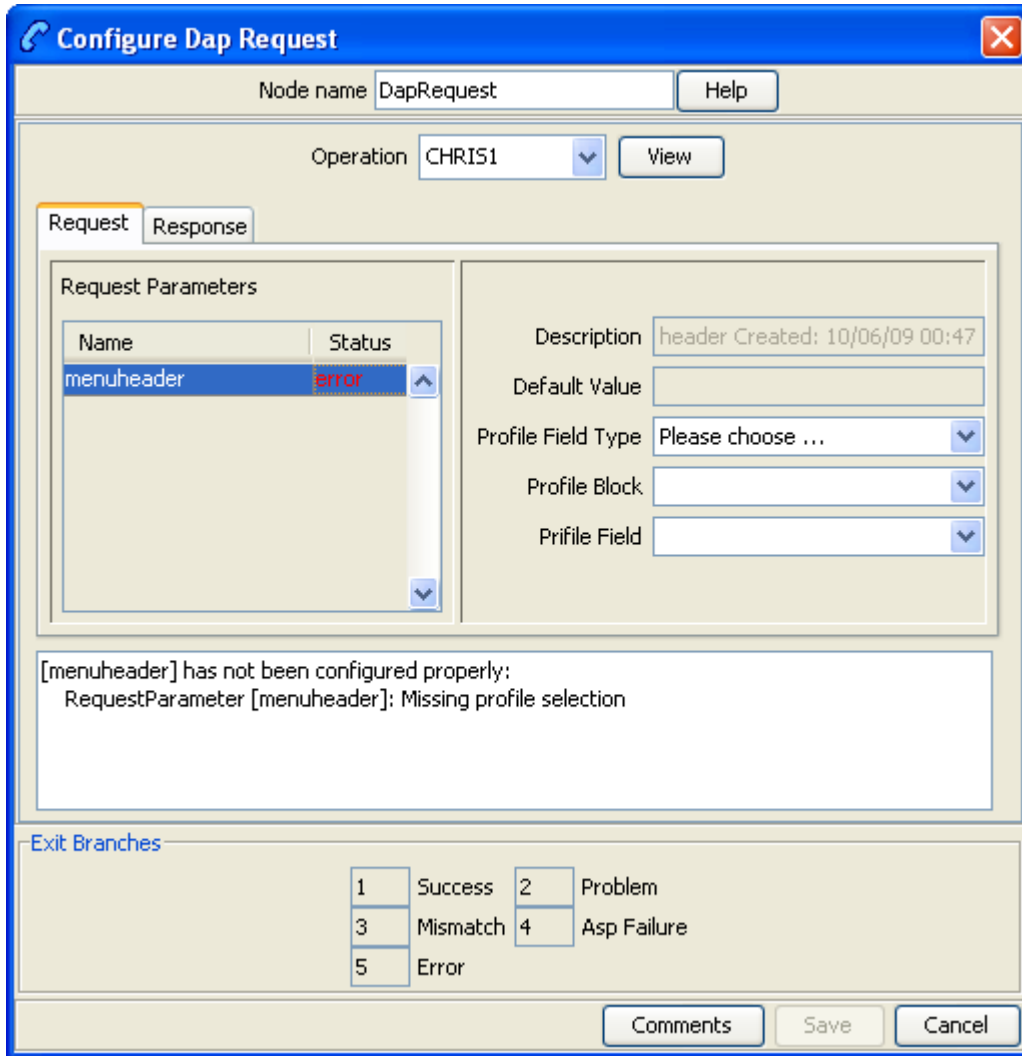 Configure Dap Request
Node name DapRequest Help
Operation CHRIS1 View
Request Response
Request Parameters
Name Status
menuheader error
Description header Created: 10/06/09 00:47
Default Value
Profile Field Type Please choose ...
Profile Block
Prifile Field
[menuheader] has not been configured properly:
RequestParameter [menuheader]: Missing profile selection
Exit Branches
1 Success 2 Problem
3 Mismatch 4 Asp Failure
5 Error
Comments Save Cancel